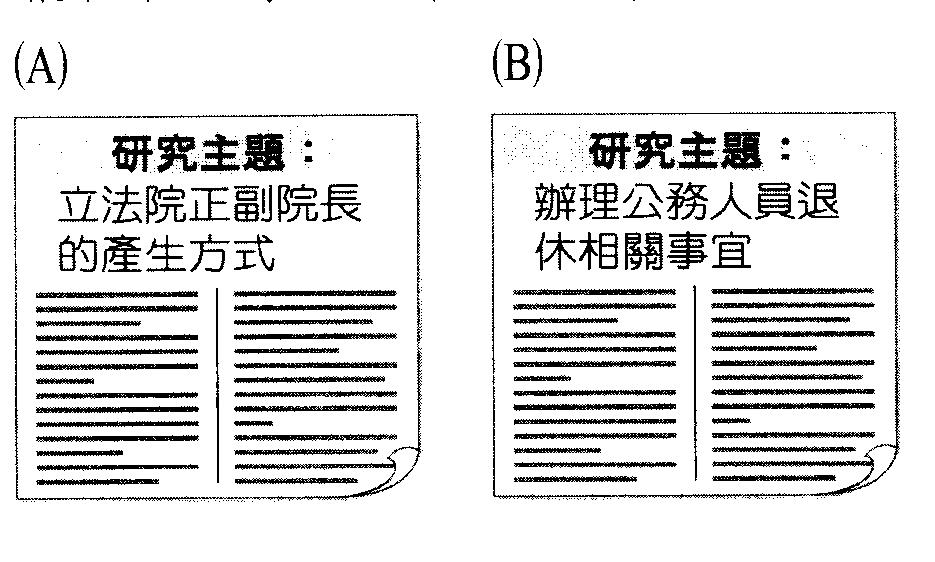 (A)
研究主題：
立法院正副院長
的產生方式
(B)
研究主題：
辦理公務人員退
休相關事宜